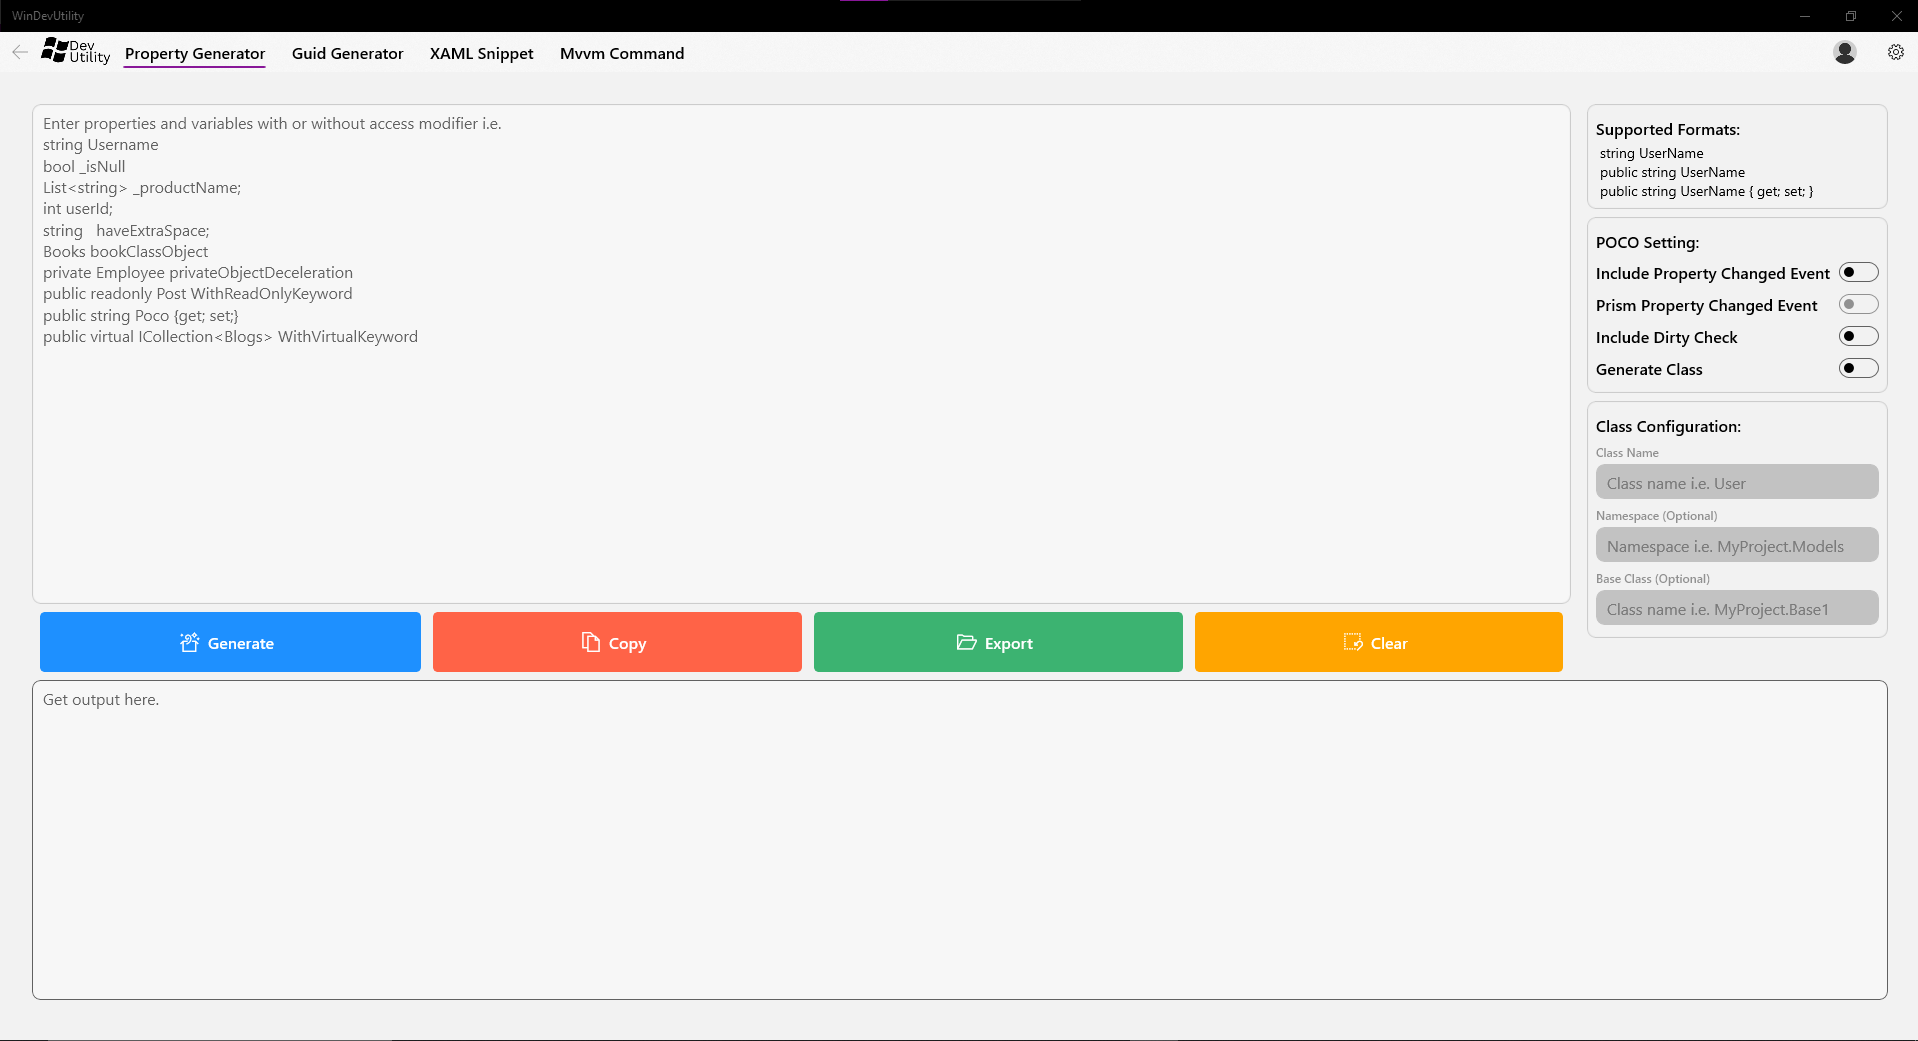 WinDevUtility
Dev
Utility
Property Generator
Guid Generator
XAML Snippet
Mvvm Command
Enter properties and variables with or without access modifier i.e.
string Username
bool _isNull
List<string> _productName;
int userId;
string   haveExtraSpace;
Books bookClassObject
private Employee privateObjectDeceleration
public readonly Post WithReadOnlyKeyword
public string Poco {get; set;}
public virtual ICollection<Blogs> WithVirtualKeyword
Supported Formats:
string UserName
public string UserName
public string UserName { get; set; }
POCO Setting:
Include Property Changed Event
Prism Property Changed Event
Include Dirty Check
Generate Class
Class Configuration:
Class Name
Class name i.e. User
Namespace (Optional)
Namespace i.e. MyProject.Models
Base Class (Optional)
Class name i.e. MyProject.Base1
Generate
Copy
Export
Clear
Get output here.